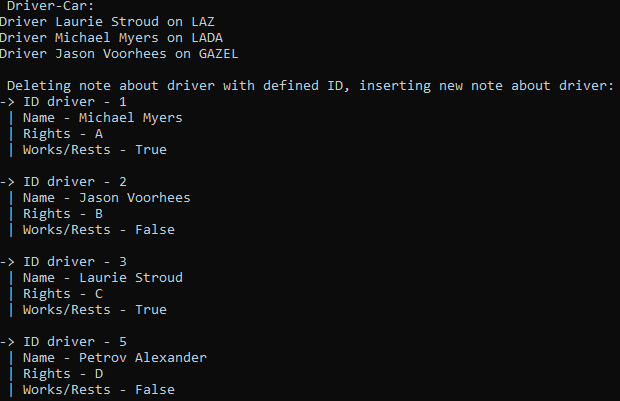 Driver-Car:
Driver Laurie Stroud on LAZ
Driver Michael Myers on LADA
Driver Jason Voorhees on GAZEL
Deleting note about driver with defined ID, inserting new note about driver:
-> ID driver - 1
| Name - Michael Myers
| Rights - A
| Works/Rests - True
-> ID driver - 2
| Name - Jason Voorhees
| Rights - B
| Works/Rests - False
-> ID driver - 3
| Name - Laurie Stroud
| Rights - C
| Works/Rests - True
-> ID driver - 5
| Name - Petrov Alexander
| Rights - D
| Works/Rests - False